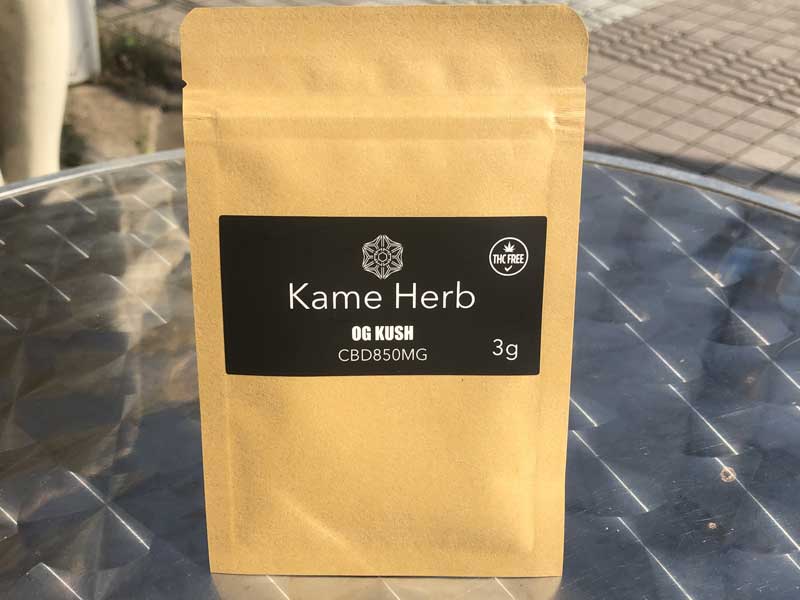 THC FREE
Kame Herb
OG KUSH
CBD850MG
3g